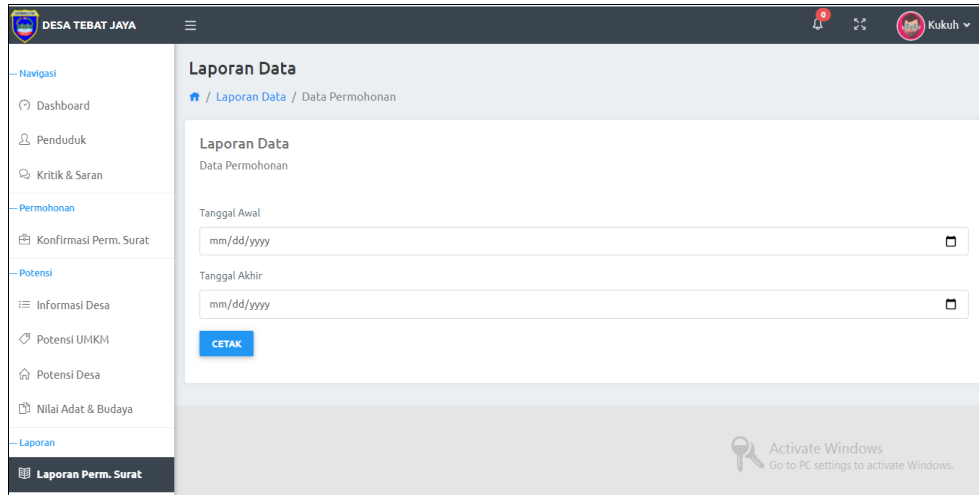 DESA TEBAT JAYA
0
Kukuh
--- Navigasi
Dashboard
Penduduk
Kritik & Saran
--- Permohonan
Konfirmasi Perm. Surat
--- Potensi
Informasi Desa
Potensi UMKM
Potensi Desa
Nilai Adat & Budaya
--- Laporan
Laporan Perm. Surat
Laporan Data
/ Laporan Data / Data Permohonan
Laporan Data
Data Permohonan
Tanggal Awal
mm/dd/yyyy
Tanggal Akhir
mm/dd/yyyy
CETAK
Activate Windows
Go to PC settings to activate Windows.